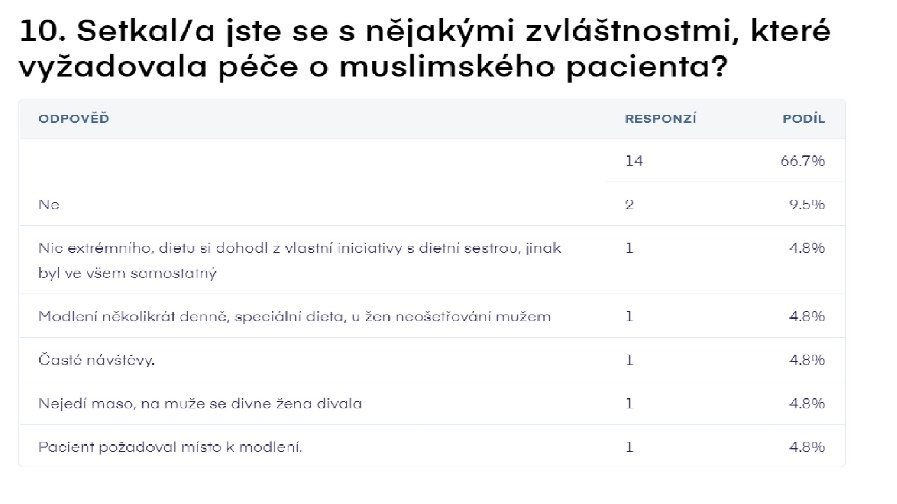 10. Setkal/a jste se s nějakými zvláštnostmi, které
vyžadovala péče o muslimského pacienta?
ODPOVĚĎ RESPONZÍ PODÍL
14 66.7%
Ne 2 9.5%
Nic extrémního, dietu si dohodl z vlastní iniciativy s dietní sestrou, jinak 1 4.8%
byl ve všem samostatný
Modlení několikrát denně, speciální dieta, u žen neošetřování mužem 1 4.8%
Časté návštěvy. 1 4.8%
Nejedí maso, na muže se divne žena divala 1 4.8%
Pacient požadoval místo k modlení. 1 4.8%